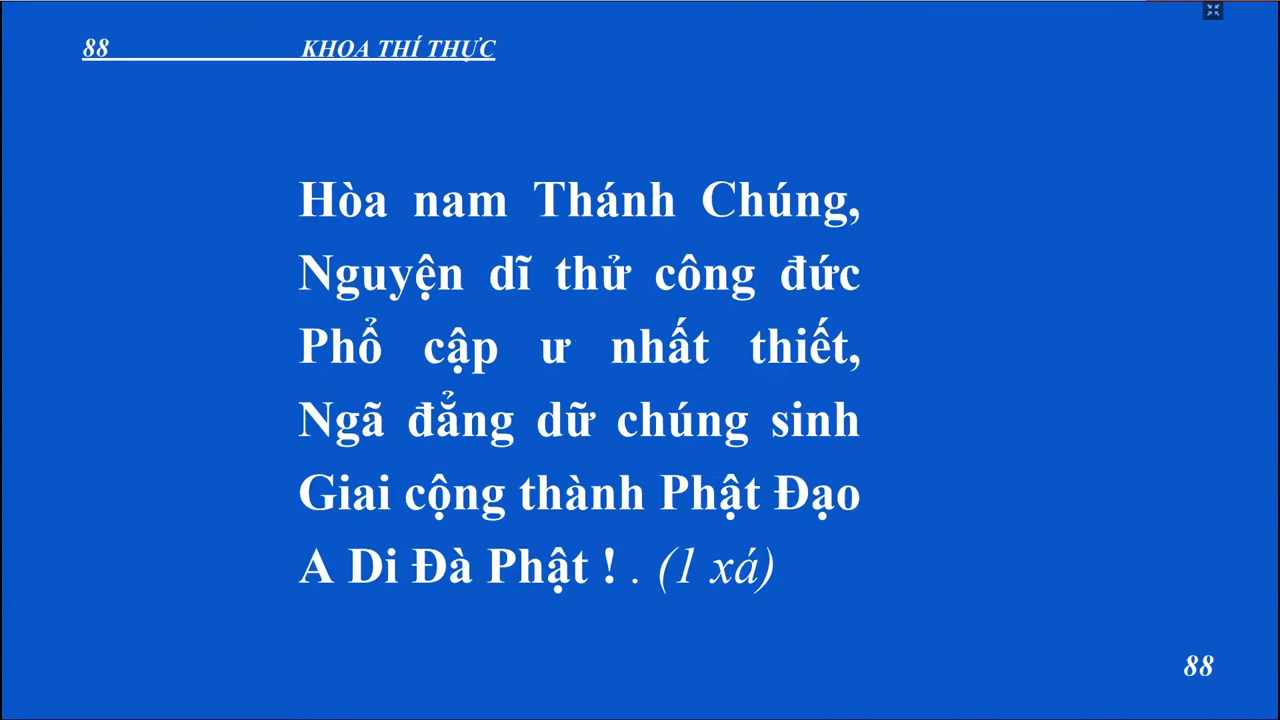 88 KHOA THÍ THỰC
Hòa nam Thánh Chúng,
Nguyện dĩ thử công đức
Phổ cập ư nhất thiết,
Ngã đẳng dữ chúng sinh
Giai cộng thành Phật Đạo
A Di Đà Phật ! . (1 xá)
88